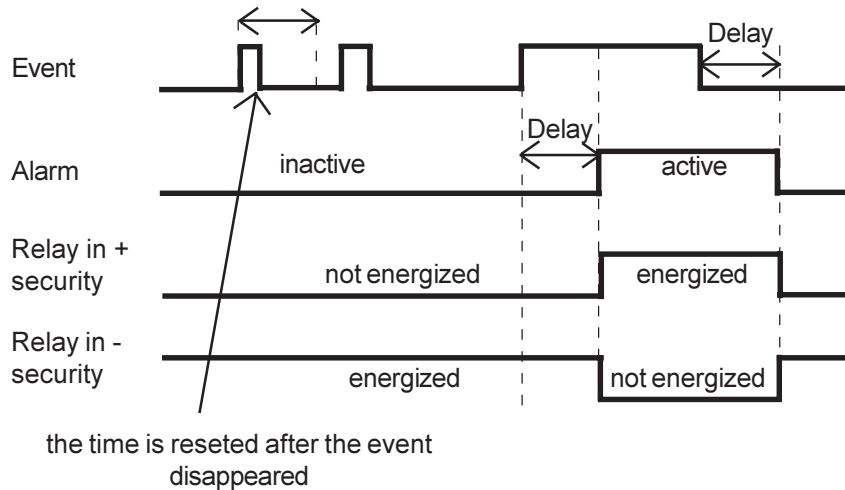 Delay
Event
Delay
Alarm
inactive
active
Relay in +
security
not energized
energized
Relay in -
security
energized
not energized
the time is reseted after the event
disappeared